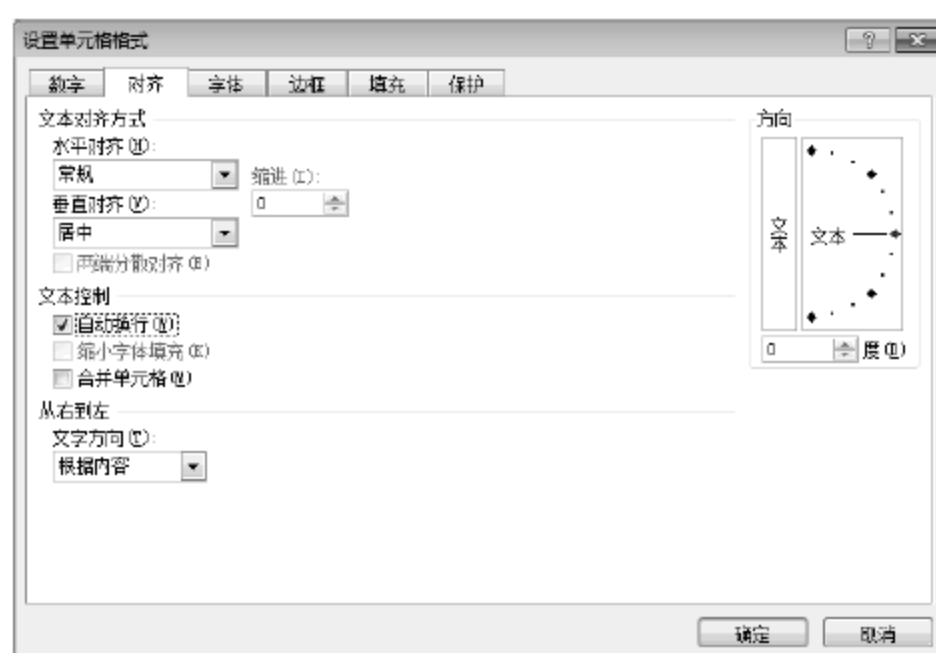 设置单元格格式
数字 对齐 字体 边框 填充 保护
文本对齐方式
水平对齐(H):
常规
缩进(I):
垂直对齐(V):
0
居中
两端分散对齐(E)
文本控制
自动换行(W)
缩小字体填充(K)
合并单元格(M)
从右到左
文字方向(T):
根据内容
方向
文本
文本
0 度(D)
确定 取消